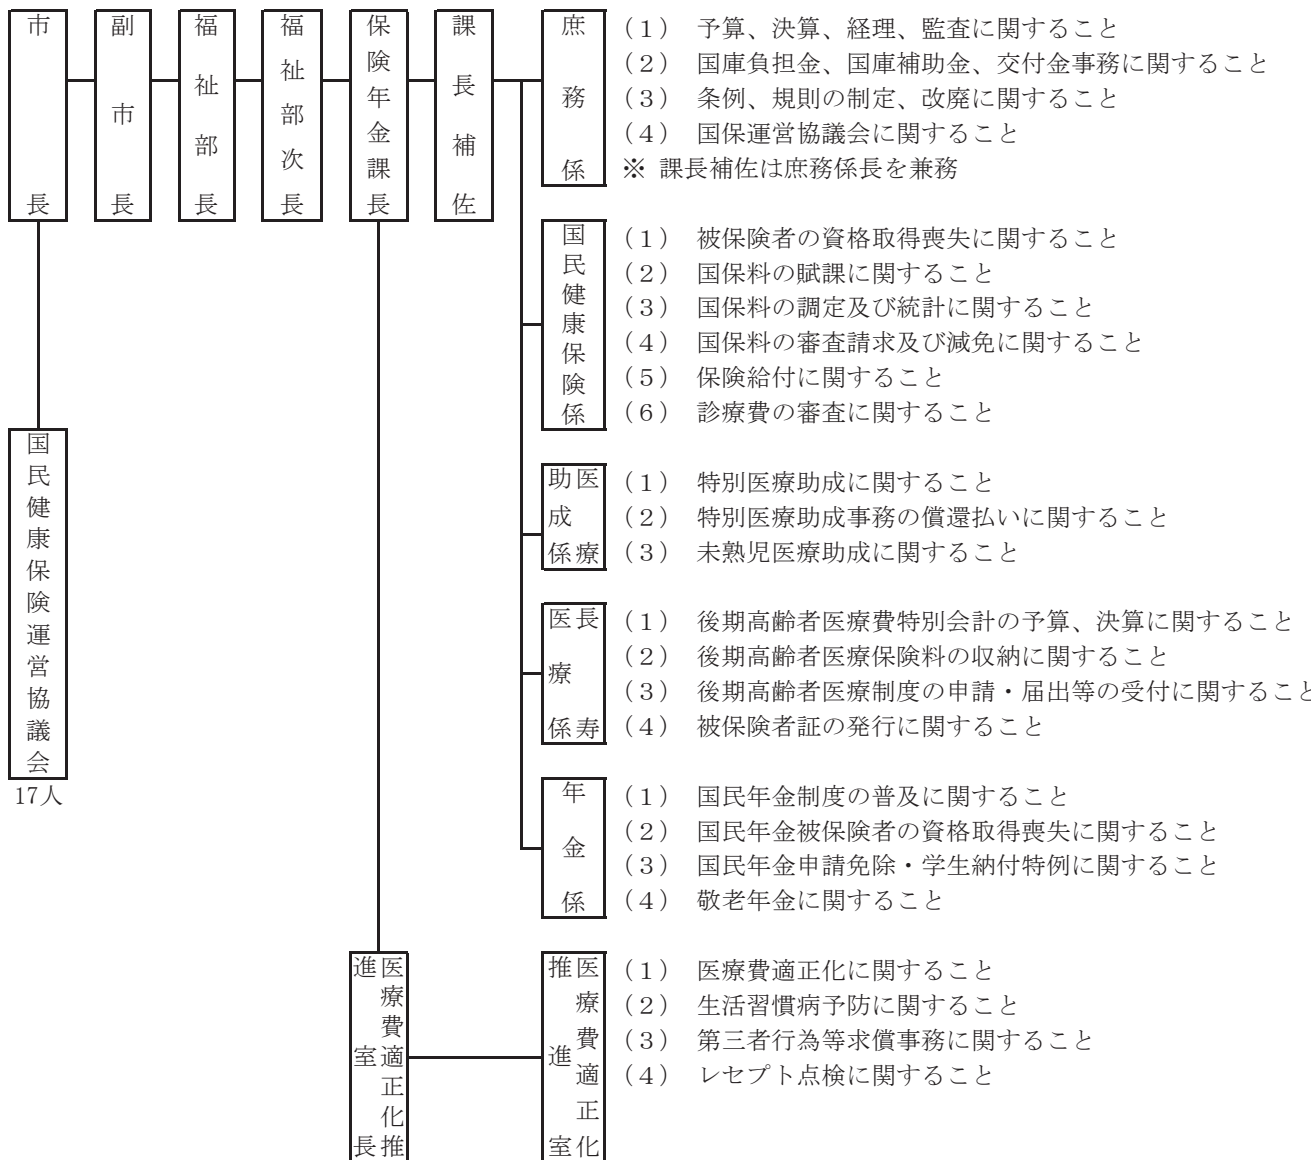 市長
副市長
福祉部長
福祉部次長
保険年金課長
課長補佐
庶務係
（１） 予算、決算、経理、監査に関すること
（２） 国庫負担金、国庫補助金、交付金事務に関すること
（３） 条例、規則の制定、改廃に関すること
（４） 国保運営協議会に関すること
※ 課長補佐は庶務係長を兼務
国民健康保険係
（１） 被保険者の資格取得喪失に関すること
（２） 国保料の賦課に関すること
（３） 国保料の調定及び統計に関すること
（４） 国保料の審査請求及び減免に関すること
（５） 保険給付に関すること
（６） 診療費の審査に関すること
国民健康保険運営協議会
17人
医療助成係
（１） 特別医療助成に関すること
（２） 特別医療助成事務の償還払いに関すること
（３） 未熟児医療助成に関すること
長寿医療係
（１） 後期高齢者医療費特別会計の予算、決算に関すること
（２） 後期高齢者医療保険料の収納に関すること
（３） 後期高齢者医療制度の申請・届出等の受付に関すること
（４） 被保険者証の発行に関すること
年金係
（１） 国民年金制度の普及に関すること
（２） 国民年金被保険者の資格取得喪失に関すること
（３） 国民年金申請免除・学生納付特例に関すること
（４） 敬老年金に関すること
医療費適正化推進室長
医療費適正化推進室
（１） 医療費適正化に関すること
（２） 生活習慣病予防に関すること
（３） 第三者行為等求償事務に関すること
（４） レセプト点検に関すること